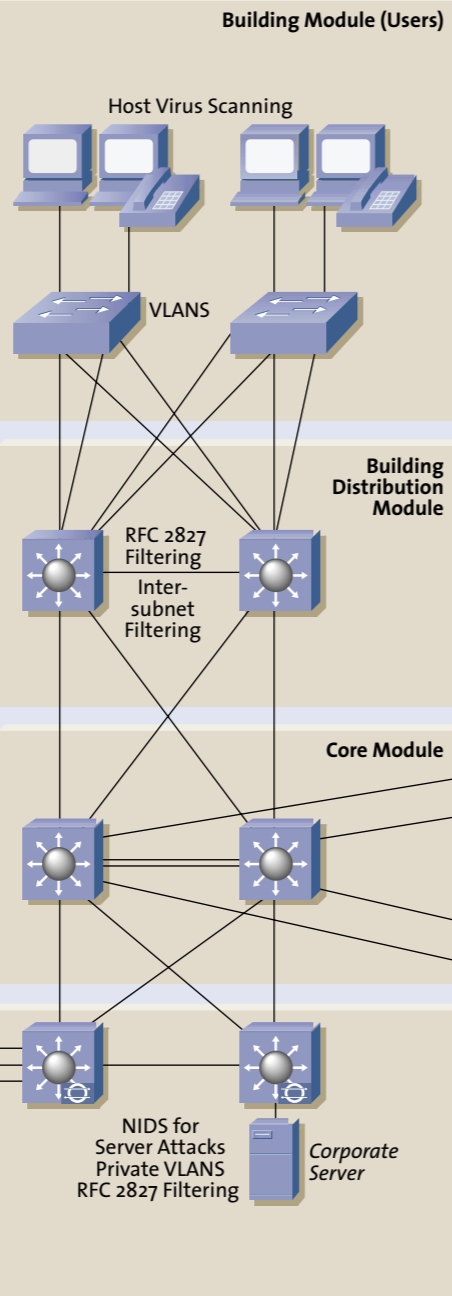 Building Module (Users)
Host Virus Scanning
VLANS
Building
Distribution
Module
RFC 2827
Filtering
Inter-
subnet
Filtering
Core Module
NIDS for
Server Attacks
Private VLANS
RFC 2827 Filtering
Corporate
Server